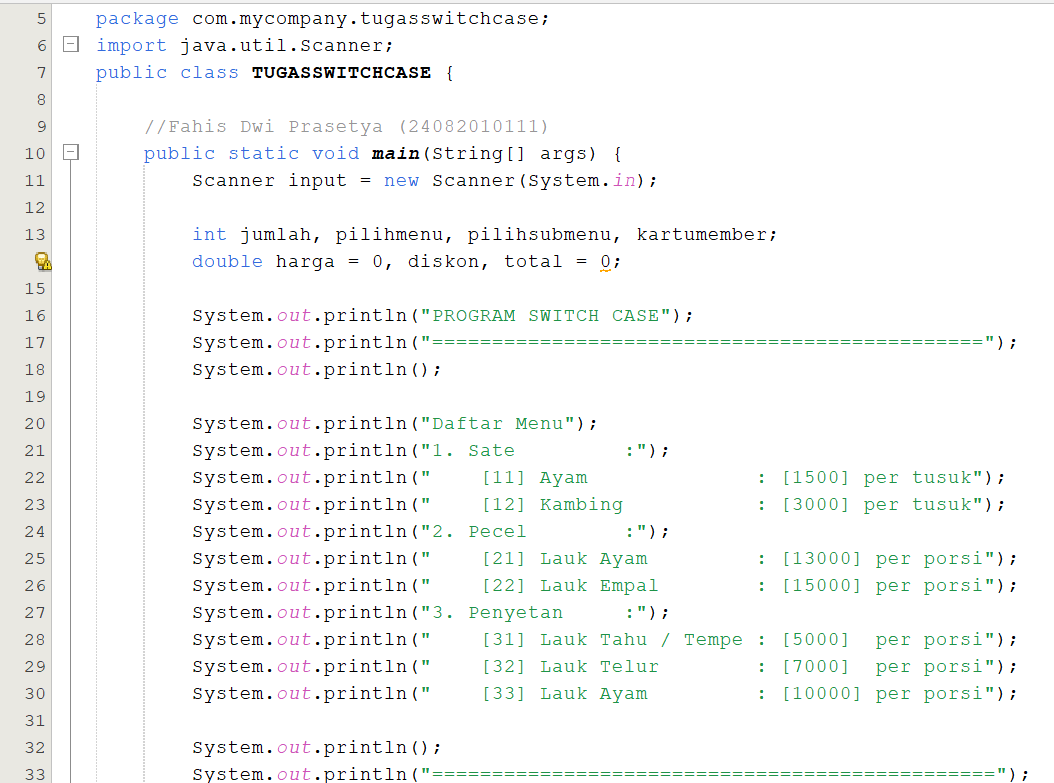 5 package com.mycompany.tugasswitchcase;
6 import java.util.Scanner;
7 public class TUGASSWITCHCASE {
8
9 //Fahis Dwi Prasetya (24082010111)
10 public static void main(String[] args) {
11 Scanner input = new Scanner(System.in);
12
13 int jumlah, pilihmenu, pilihsubmenu, kartumember;
double harga = 0, diskon, total = 0;
15
16 System.out.println("PROGRAM SWITCH CASE");
17 System.out.println("==============================================");
18 System.out.println();
19
20 System.out.println("Daftar Menu");
21 System.out.println("1. Sate         :");
22 System.out.println("    [11] Ayam              : [1500] per tusuk");
23 System.out.println("    [12] Kambing           : [3000] per tusuk");
24 System.out.println("2. Pecel        :");
25 System.out.println("    [21] Lauk Ayam         : [13000] per porsi");
26 System.out.println("    [22] Lauk Empal        : [15000] per porsi");
27 System.out.println("3. Penyetan     :");
28 System.out.println("    [31] Lauk Tahu / Tempe : [5000]  per porsi");
29 System.out.println("    [32] Lauk Telur        : [7000]  per porsi");
30 System.out.println("    [33] Lauk Ayam         : [10000] per porsi");
31
32 System.out.println();
33 System.out.println("===============================================");